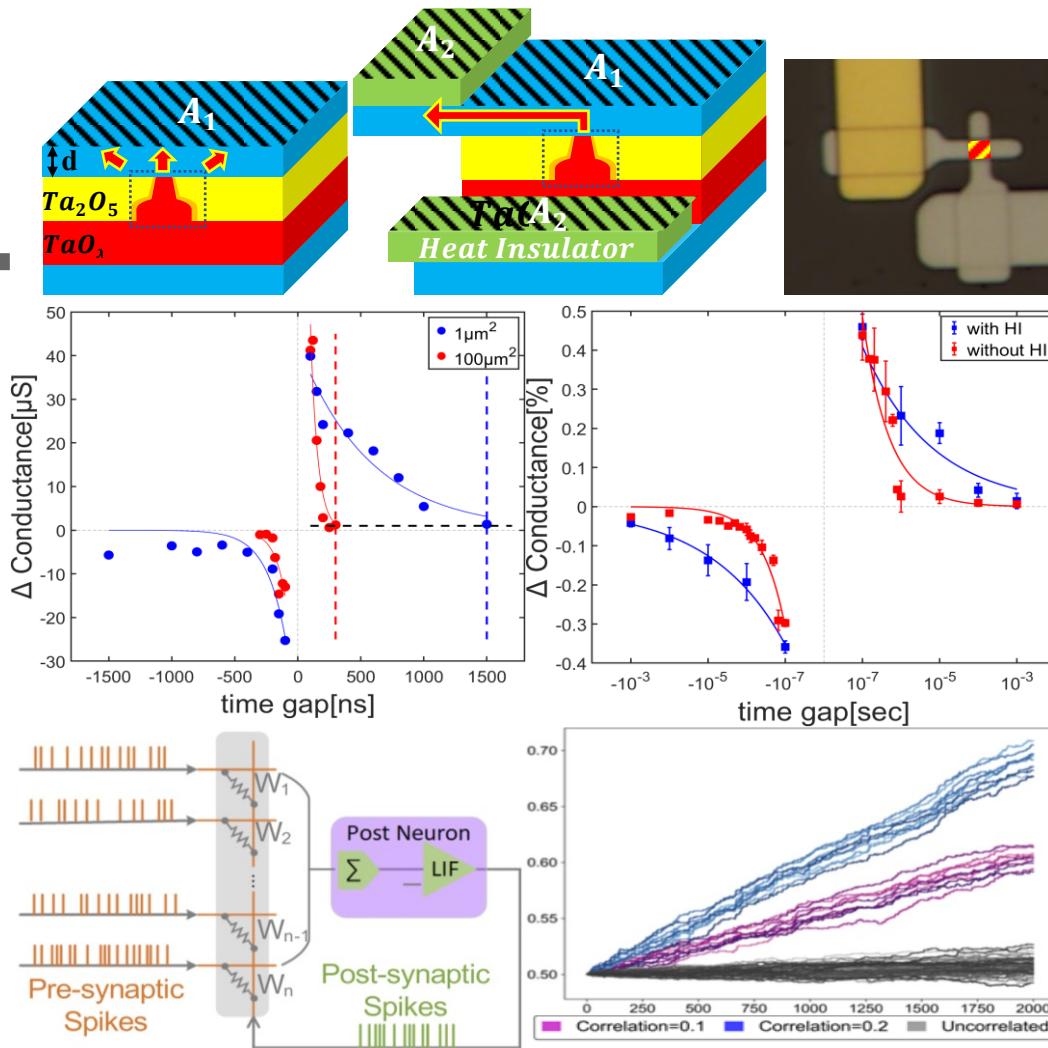 A₂
A₁
A₁
d
Ta₂O₅
TaOₓ
A₂
Heat Insulator
1μm²
100μm²
50
40
30
20
10
0
-10
-20
-30
Δ Conductance[μS]
-1500 -1000 -500 0 500 1000 1500
time gap[ns]
with HI
without HI
0.5
0.4
0.3
0.2
0.1
0
-0.1
-0.2
-0.3
-0.4
Δ Conductance[%]
-10⁻³ -10⁻⁵ -10⁻⁷ 10⁻⁷ 10⁻⁵ 10⁻³
time gap[sec]
W₁
W₂
Wₙ₋₁
Wₙ
Post Neuron
Σ
LIF
Pre-synaptic
Spikes
Post-synaptic
Spikes
0.70
0.65
0.60
0.55
0.50
0 250 500 750 1000 1250 1500 1750 2000
Correlation=0.1 Correlation=0.2 Uncorrelated